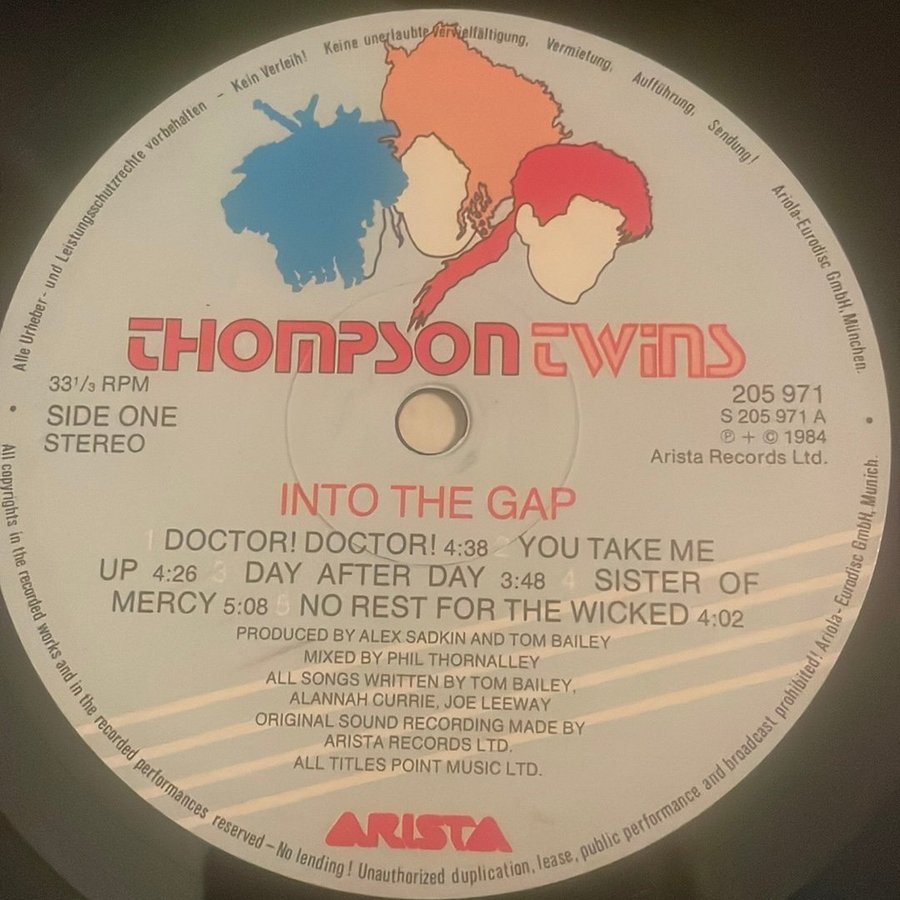 Alle Urheber- und Leistungsschutzrechte vorbehalten - Kein Verleih! Keine unerlaubte Vervielfältigung, Vermietung, Aufführung, Sendung! Ariola-Eurodisc GmbH, München.
THOMPSON TWINS
33 1/3 RPM
SIDE ONE
STEREO
205 971
S 205 971 A
℗ + © 1984
Arista Records Ltd.
INTO THE GAP
1 DOCTOR! DOCTOR! 4:38 2 YOU TAKE ME
UP 4:26 3 DAY AFTER DAY 3:48 4 SISTER OF
MERCY 5:08 5 NO REST FOR THE WICKED 4:02
PRODUCED BY ALEX SADKIN AND TOM BAILEY
MIXED BY PHIL THORNALLEY
ALL SONGS WRITTEN BY TOM BAILEY,
ALANNAH CURRIE, JOE LEEWAY
ORIGINAL SOUND RECORDING MADE BY
ARISTA RECORDS LTD.
ALL TITLES POINT MUSIC LTD.
ARISTA
All copyrights in the recorded works and in the recorded performances reserved - No lending! Unauthorized duplication, lease, public performance and broadcast prohibited! Ariola-Eurodisc GmbH, Munich.